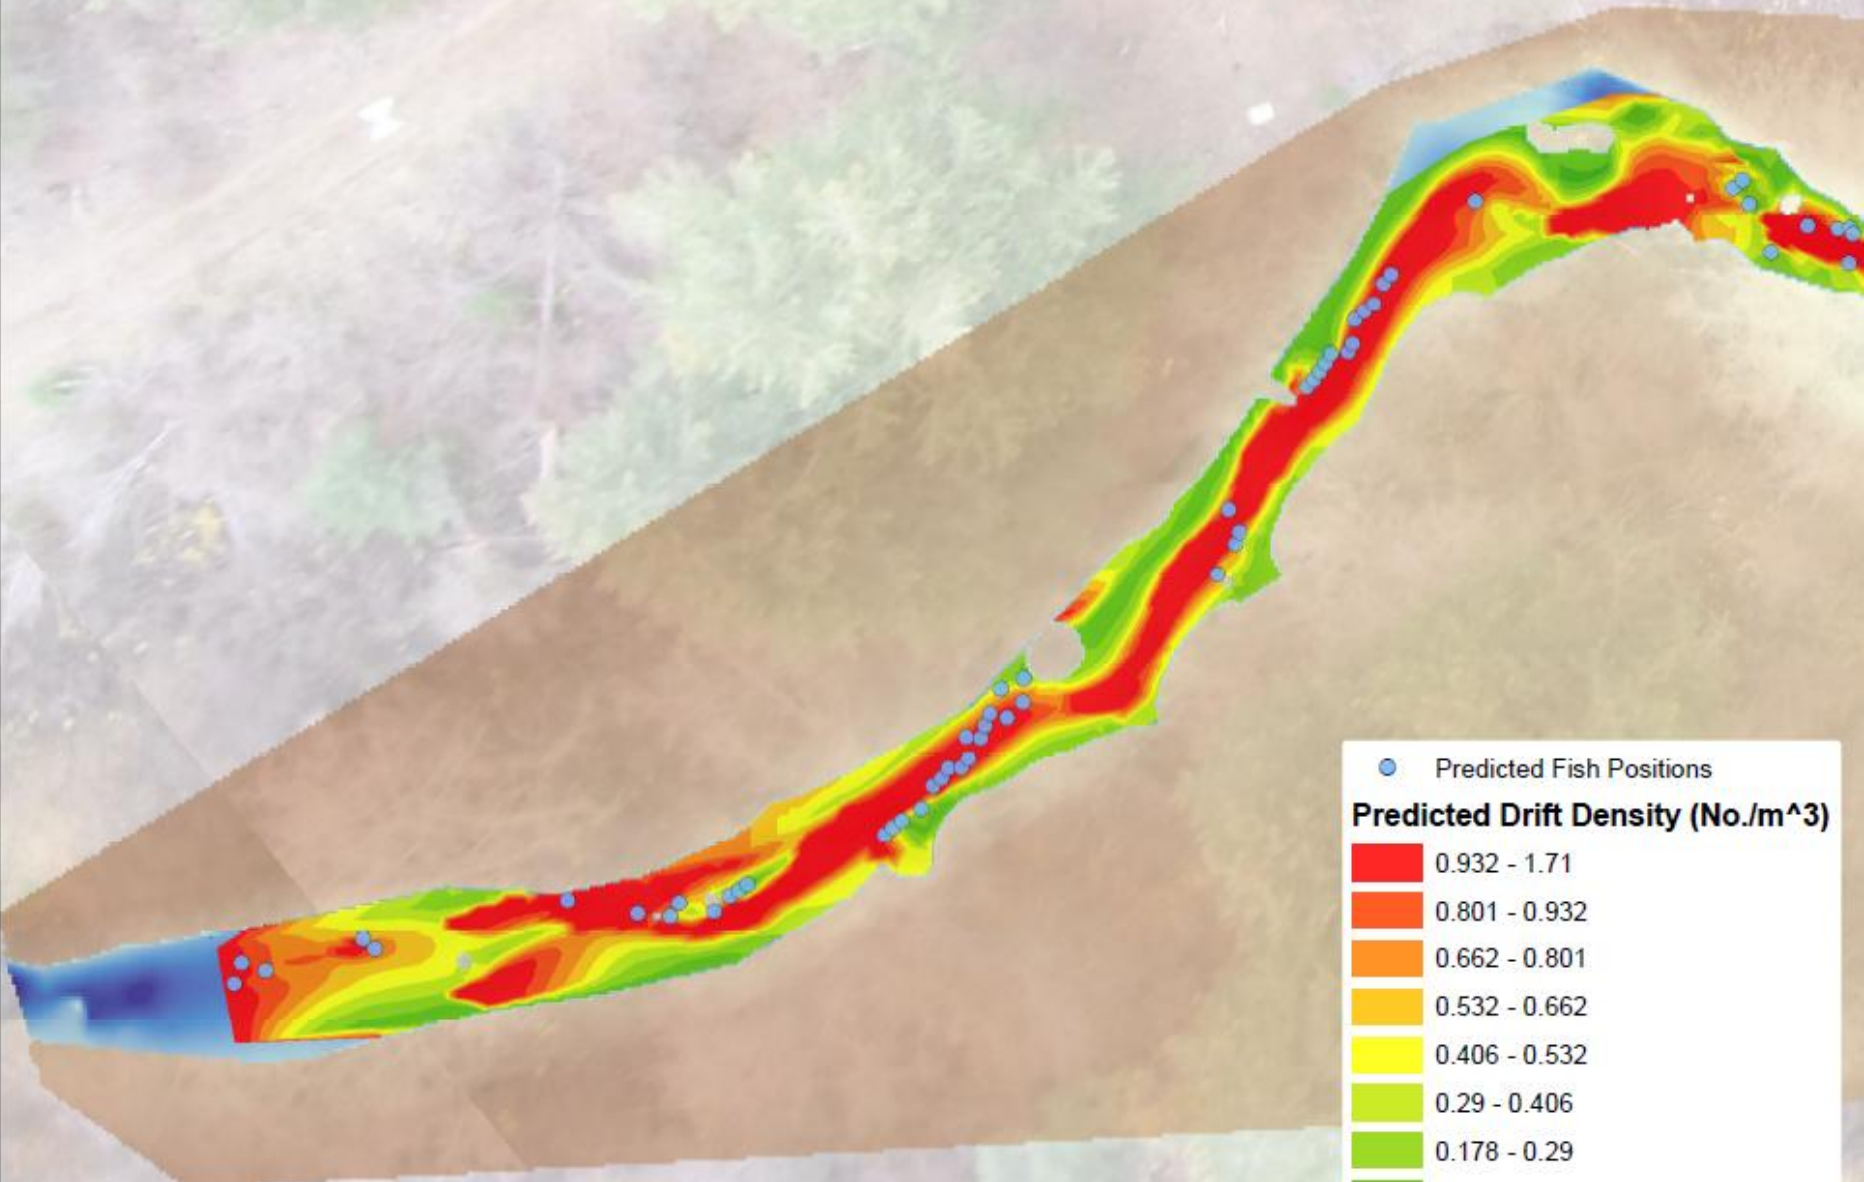 Predicted Fish Positions
Predicted Drift Density (No./m^3)
0.932 - 1.71
0.801 - 0.932
0.662 - 0.801
0.532 - 0.662
0.406 - 0.532
0.29 - 0.406
0.178 - 0.29